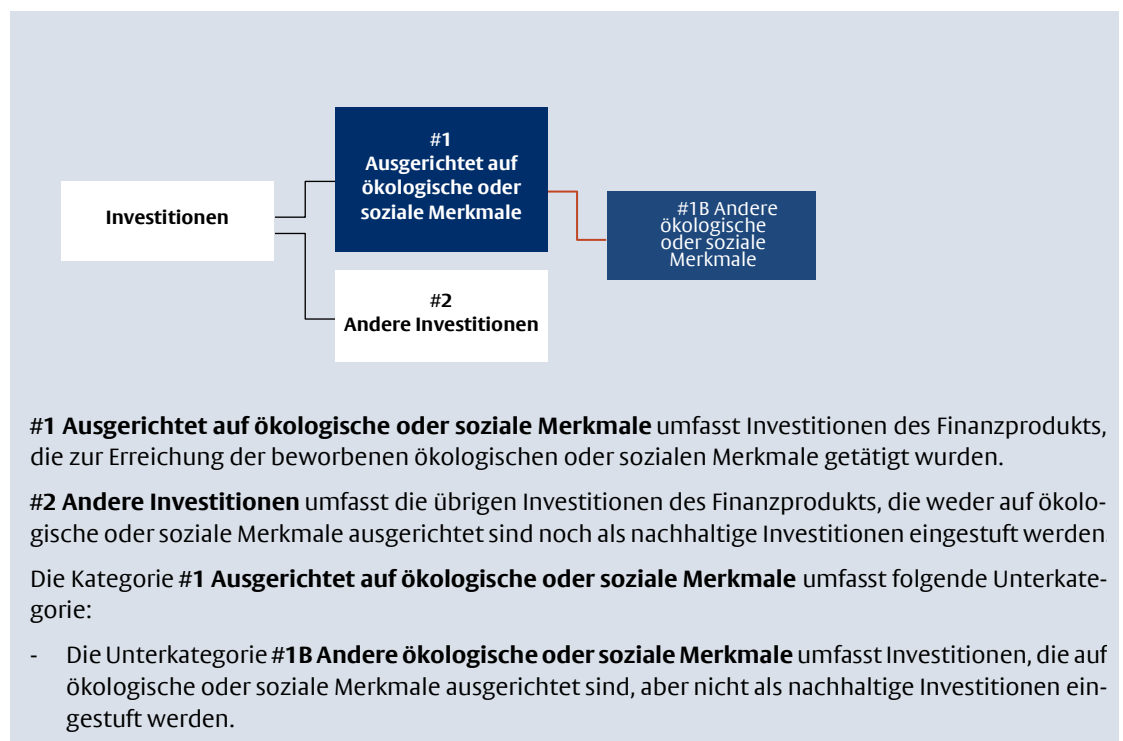 #1
Ausgerichtet auf
ökologische oder
soziale Merkmale
Investitionen
#1B Andere
ökologische
oder soziale
Merkmale
#2
Andere Investitionen
#1 Ausgerichtet auf ökologische oder soziale Merkmale umfasst Investitionen des Finanzprodukts,
die zur Erreichung der beworbenen ökologischen oder sozialen Merkmale getätigt wurden.
#2 Andere Investitionen umfasst die übrigen Investitionen des Finanzprodukts, die weder auf ökolo-
gische oder soziale Merkmale ausgerichtet sind noch als nachhaltige Investitionen eingestuft werden.
Die Kategorie #1 Ausgerichtet auf ökologische oder soziale Merkmale umfasst folgende Unterkate-
gorie:
- Die Unterkategorie #1B Andere ökologische oder soziale Merkmale umfasst Investitionen, die auf
ökologische oder soziale Merkmale ausgerichtet sind, aber nicht als nachhaltige Investitionen ein-
gestuft werden.